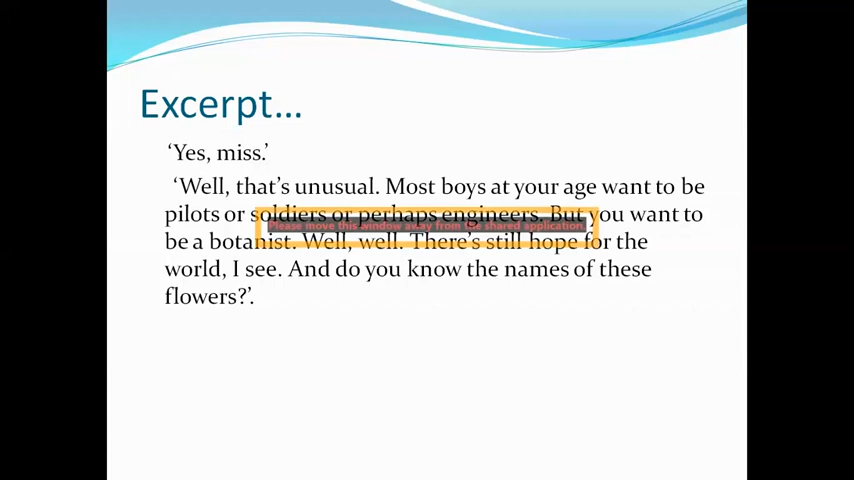 Excerpt...
‘Yes, miss.’
‘Well, that’s unusual. Most boys at your age want to be
pilots or soldiers or perhaps engineers. But you want to
Please move this window away from the shared application.
be a botanist. Well, well. There’s still hope for the
world, I see. And do you know the names of these
flowers?’.